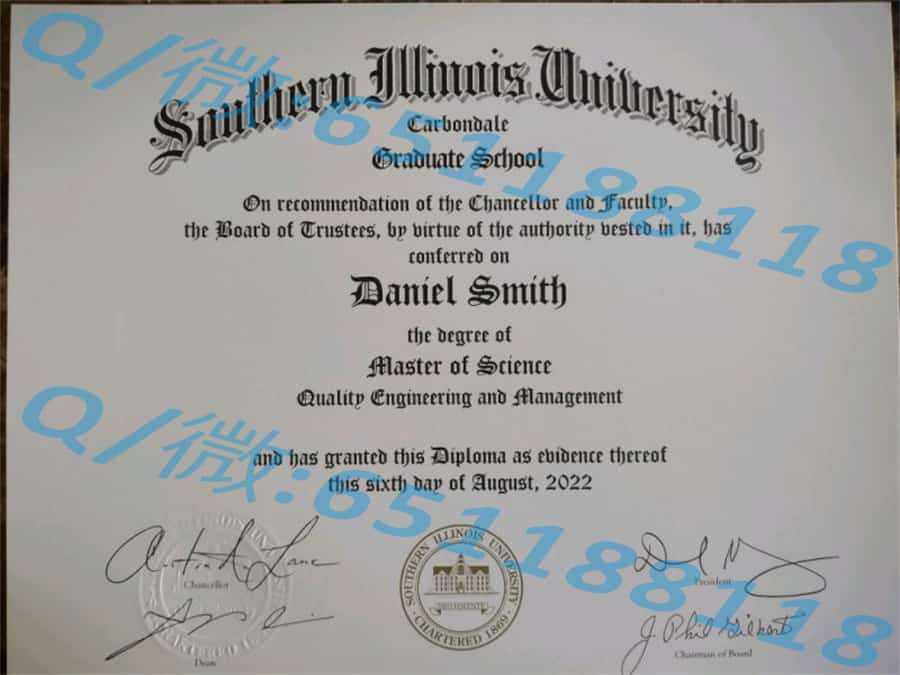 Southern Illinois University
Carbondale
Graduate School
On recommendation of the Chancellor and Faculty,
the Board of Trustees, by virtue of the authority vested in it, has
conferred on
Daniel Smith
the degree of
Master of Science
Quality Engineering and Management
and has granted this Diploma as evidence thereof
this sixth day of August, 2022
Chancellor
President
J. Phil Gilbert
Dean
Chairman of Board
SOUTHERN ILLINOIS UNIVERSITY
CHARTERED 1869
Q/微:651188118
Q/微:651188118